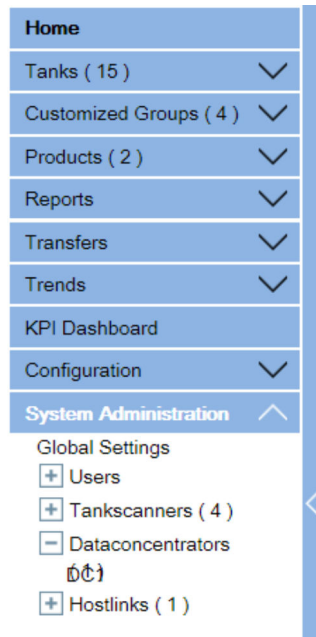 Home
Tanks ( 15 )
Customized Groups ( 4 )
Products ( 2 )
Reports
Transfers
Trends
KPI Dashboard
Configuration
System Administration
Global Settings
Users
Tankscanners ( 4 )
Dataconcentrators
Hostlinks ( 1 )